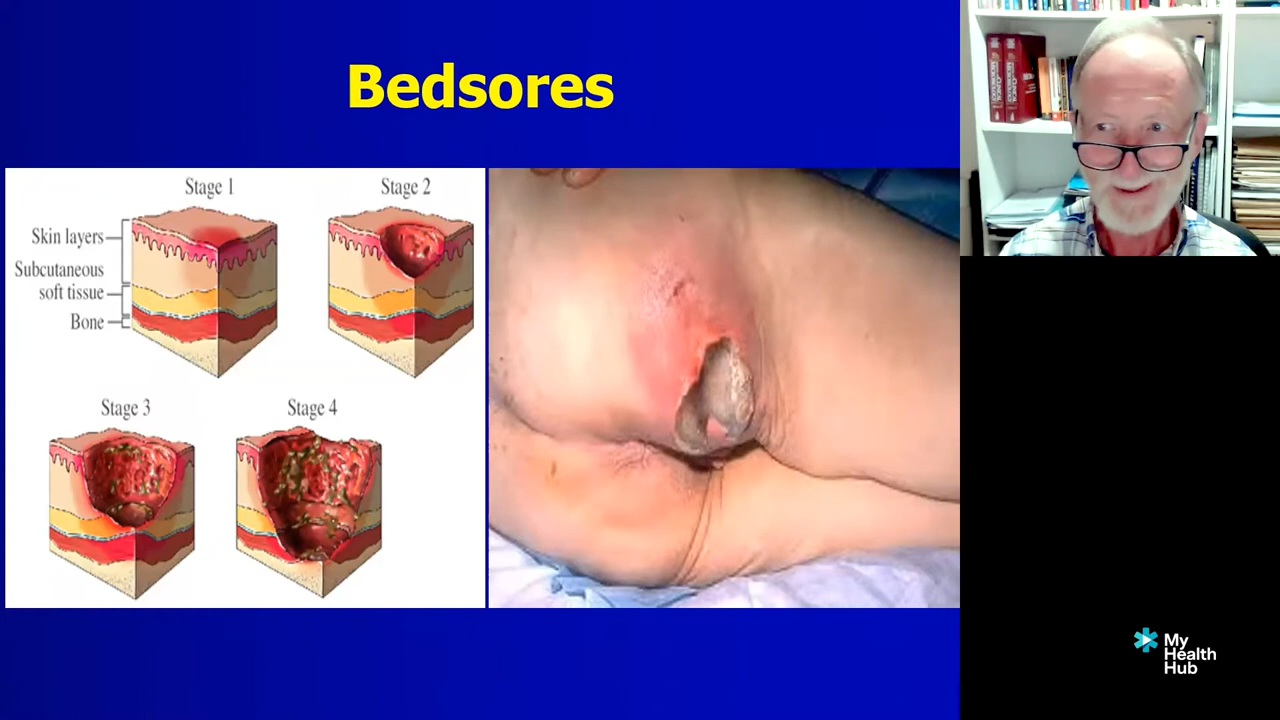 Bedsores
Stage 1
Stage 2
Skin layers
Subcutaneous
soft tissue
Bone
Stage 3
Stage 4
My
Health
Hub